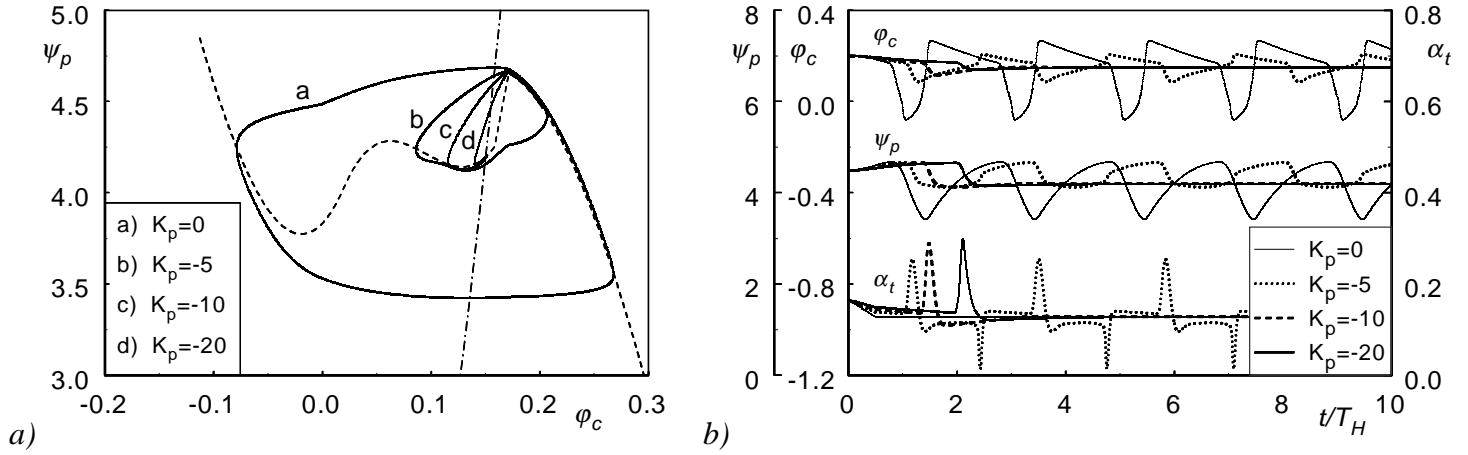 5.0
ψp
4.5
4.0
3.5
3.0
-0.2
-0.1
0.0
0.1
0.2
φc
0.3
a
b
c
d
a) Kp=0
b) Kp=-5
c) Kp=-10
d) Kp=-20
a)
8
ψp
6
4
2
0
0.4
φc
0.0
-0.4
-0.8
-1.2
0.8
αt
0.6
0.4
0.2
0.0
φc
ψp
αt
Kp=0
Kp=-5
Kp=-10
Kp=-20
0
2
4
6
8
t/TH
10
b)